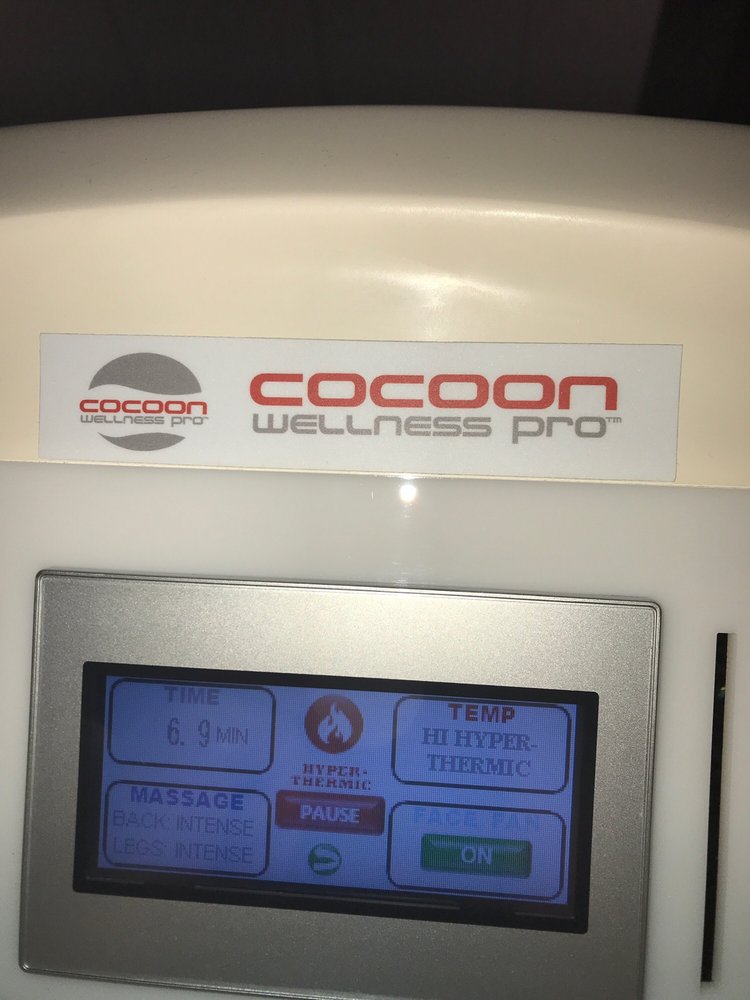 COCOON
WELLNESS PRO
COCOON
WELLNESS PRO™
TIME
6.9 MIN
HYPER-
THERMIC
PAUSE
TEMP
HI HYPER-
THERMIC
MASSAGE
BACK: INTENSE
LEGS: INTENSE
FACE FAN
ON